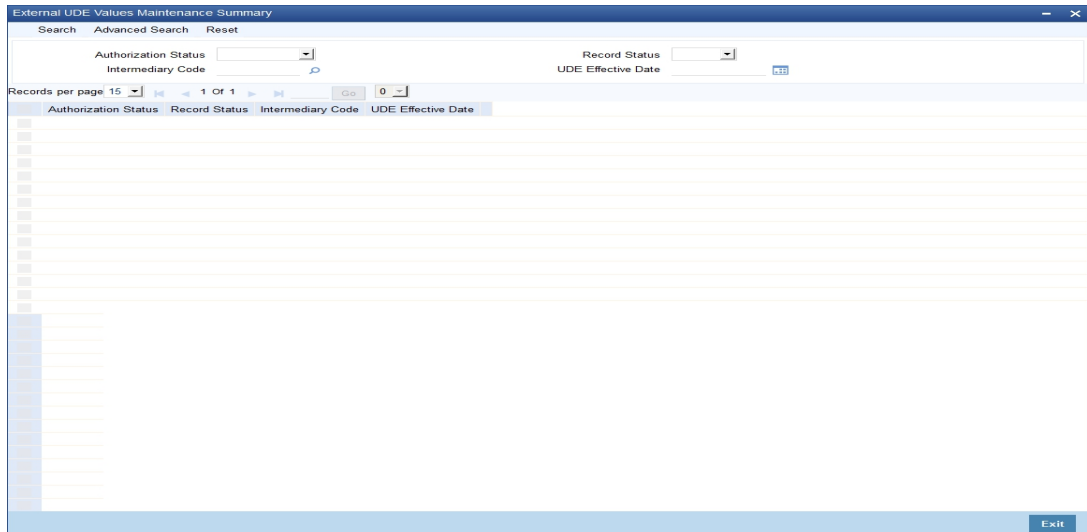 External UDE Values Maintenance Summary
Search Advanced Search Reset
Authorization Status Record Status
Intermediary Code UDE Effective Date
Records per page 15 1 Of 1 Go 0
Authorization Status Record Status Intermediary Code UDE Effective Date
Exit